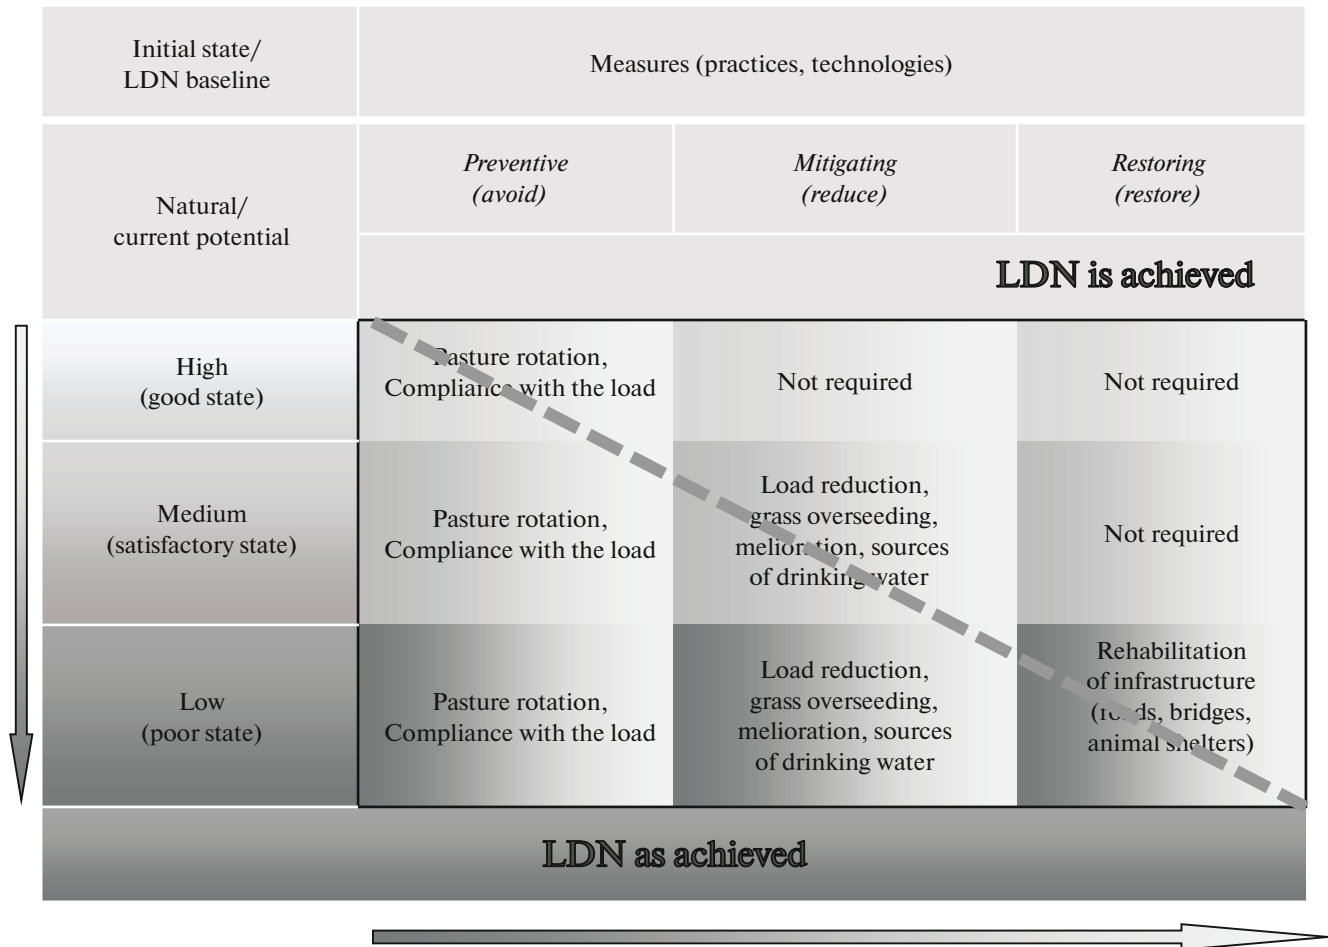 Initial state/
LDN baseline
Measures (practices, technologies)
Natural/
current potential
Preventive
(avoid)
Mitigating
(reduce)
Restoring
(restore)
LDN is achieved
High
(good state)
Pasture rotation,
Compliance with the load
Not required
Not required
Medium
(satisfactory state)
Pasture rotation,
Compliance with the load
Load reduction,
grass overseeding,
melioration, sources
of drinking water
Not required
Low
(poor state)
Pasture rotation,
Compliance with the load
Load reduction,
grass overseeding,
melioration, sources
of drinking water
Rehabilitation
of infrastructure
(roads, bridges,
animal shelters)
LDN as achieved